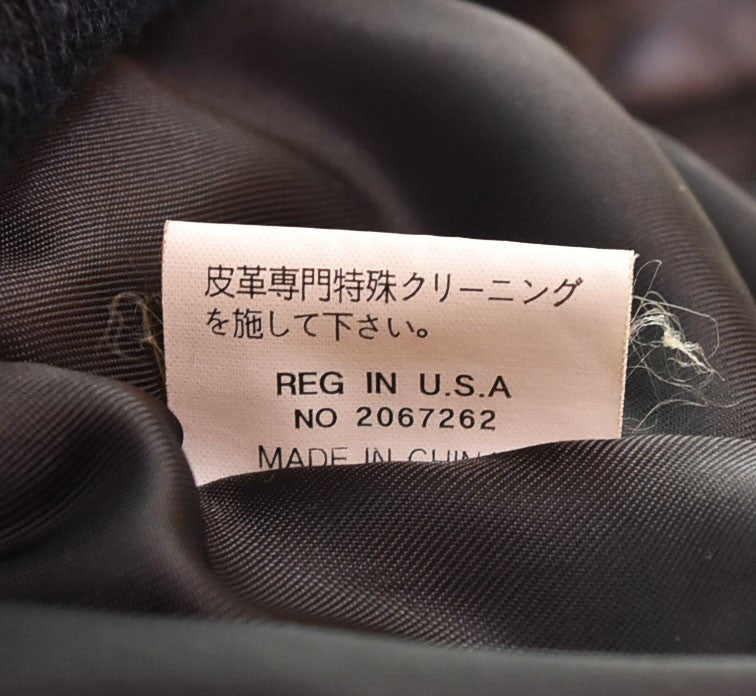 皮革専門特殊クリーニング
を施して下さい。
REG IN U.S.A
NO 2067262
MADE IN CHINA